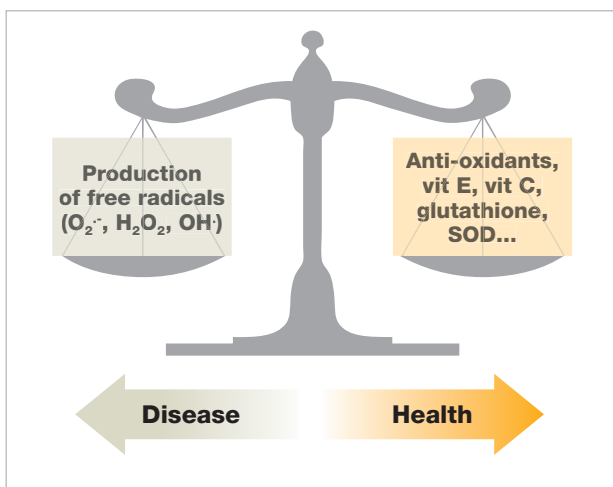 Production
of free radicals
(O₂·⁻, H₂O₂, OH·)
Anti-oxidants,
vit E, vit C,
glutathione,
SOD...
Disease
Health